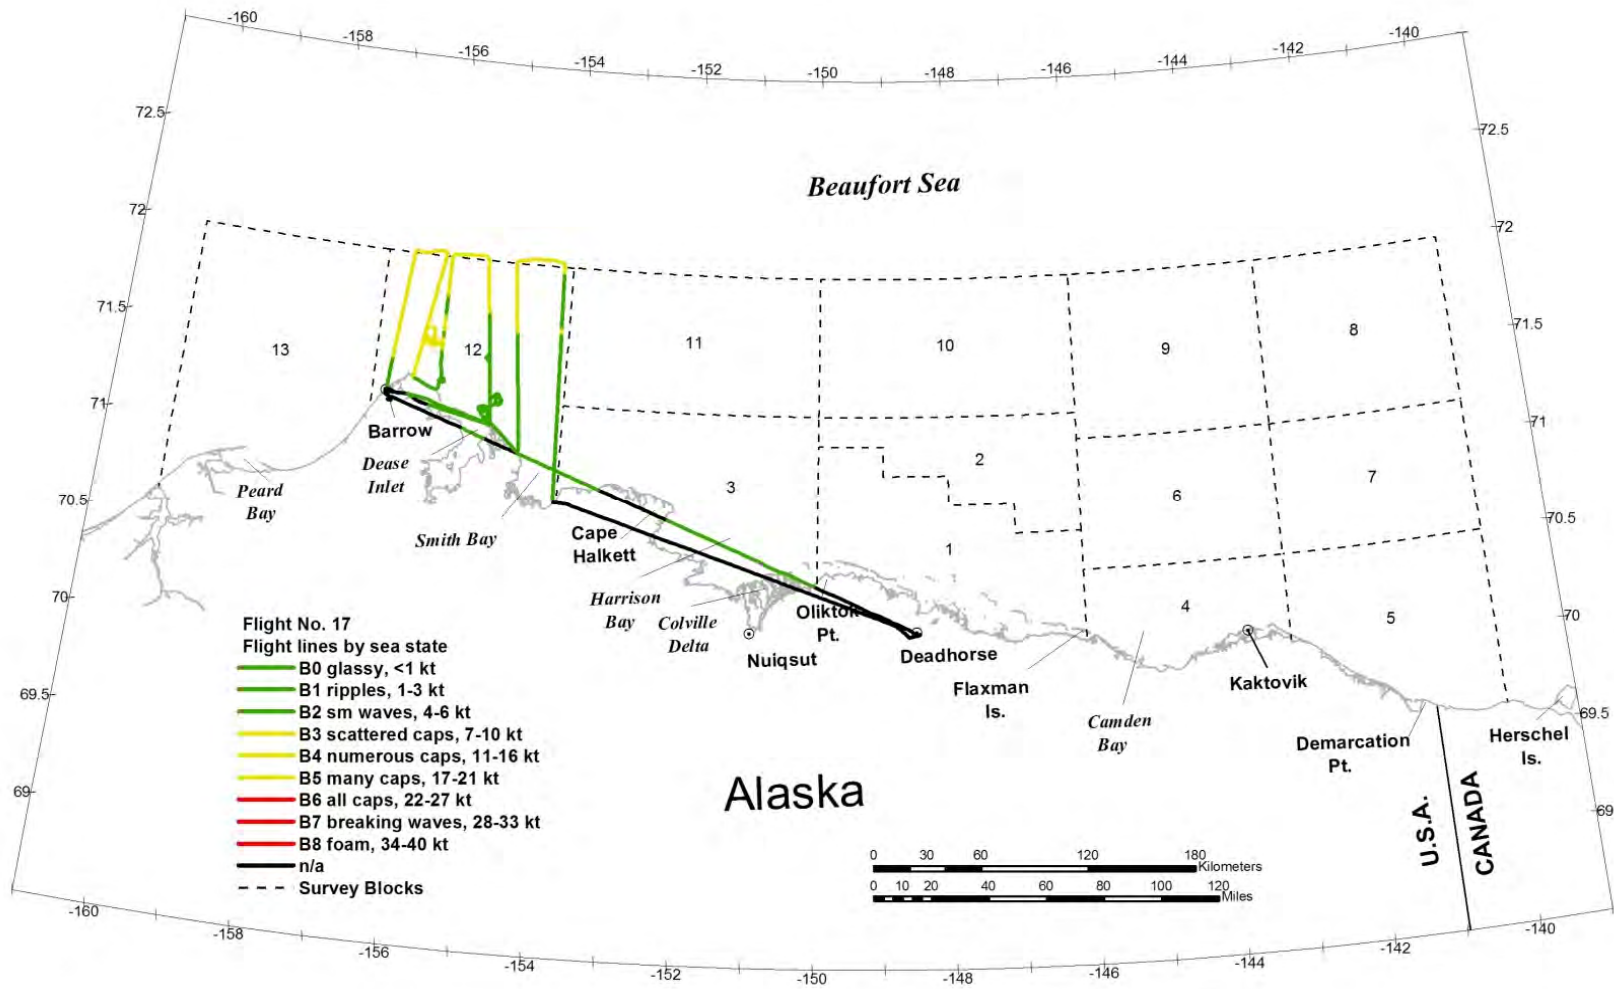 -160
-158
-156
-154
-152
-150
-148
-146
-144
-142
-140
72.5
72.5
Beaufort Sea
72
72
71.5
71.5
13
12
11
10
9
8
71
71
Barrow
Dease
Inlet
Peard
Bay
Smith Bay
3
2
6
7
70.5
70.5
Cape
Halkett
1
Harrison
Bay
Colville
Delta
Oliktok
Pt.
4
5
70
70
Nuiqsut
Deadhorse
Flaxman
Is.
Kaktovik
Camden
Bay
Demarcation
Pt.
Herschel
Is.
69.5
69.5
Flight No. 17
Flight lines by sea state
B0 glassy, <1 kt
B1 ripples, 1-3 kt
B2 sm waves, 4-6 kt
B3 scattered caps, 7-10 kt
B4 numerous caps, 11-16 kt
B5 many caps, 17-21 kt
B6 all caps, 22-27 kt
B7 breaking waves, 28-33 kt
B8 foam, 34-40 kt
n/a
Survey Blocks
Alaska
U.S.A.
CANADA
69
69
0 30 60 120 180
Kilometers
0 10 20 40 60 80 100 120
Miles
-160
-158
-156
-154
-152
-150
-148
-146
-144
-142
-140